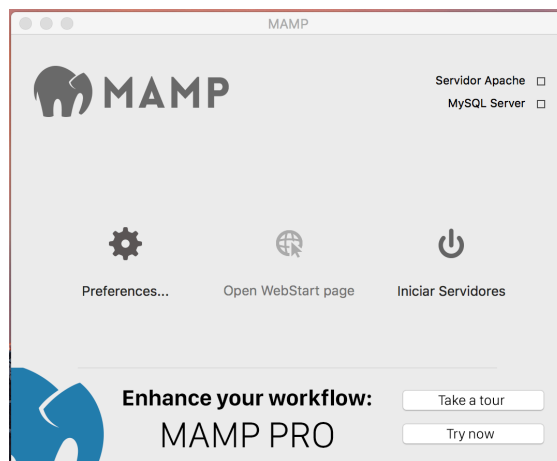 MAMP
MAMP
Servidor Apache
MySQL Server
Preferences...
Open WebStart page
Iniciar Servidores
Enhance your workflow:
MAMP PRO
Take a tour
Try now